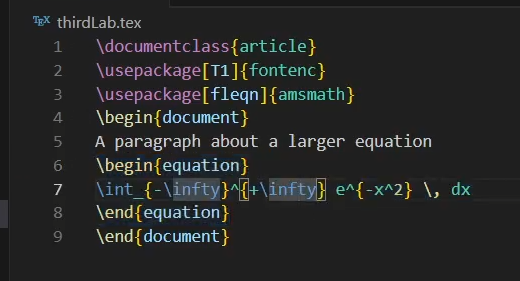 TEX thirdLab.tex
1 \documentclass{article}
2 \usepackage[T1]{fontenc}
3 \usepackage[fleqn]{amsmath}
4 \begin{document}
5 A paragraph about a larger equation
6 \begin{equation}
7 \int_{-\infty}^{+\infty} e^{-x^2} \, dx
8 \end{equation}
9 \end{document}